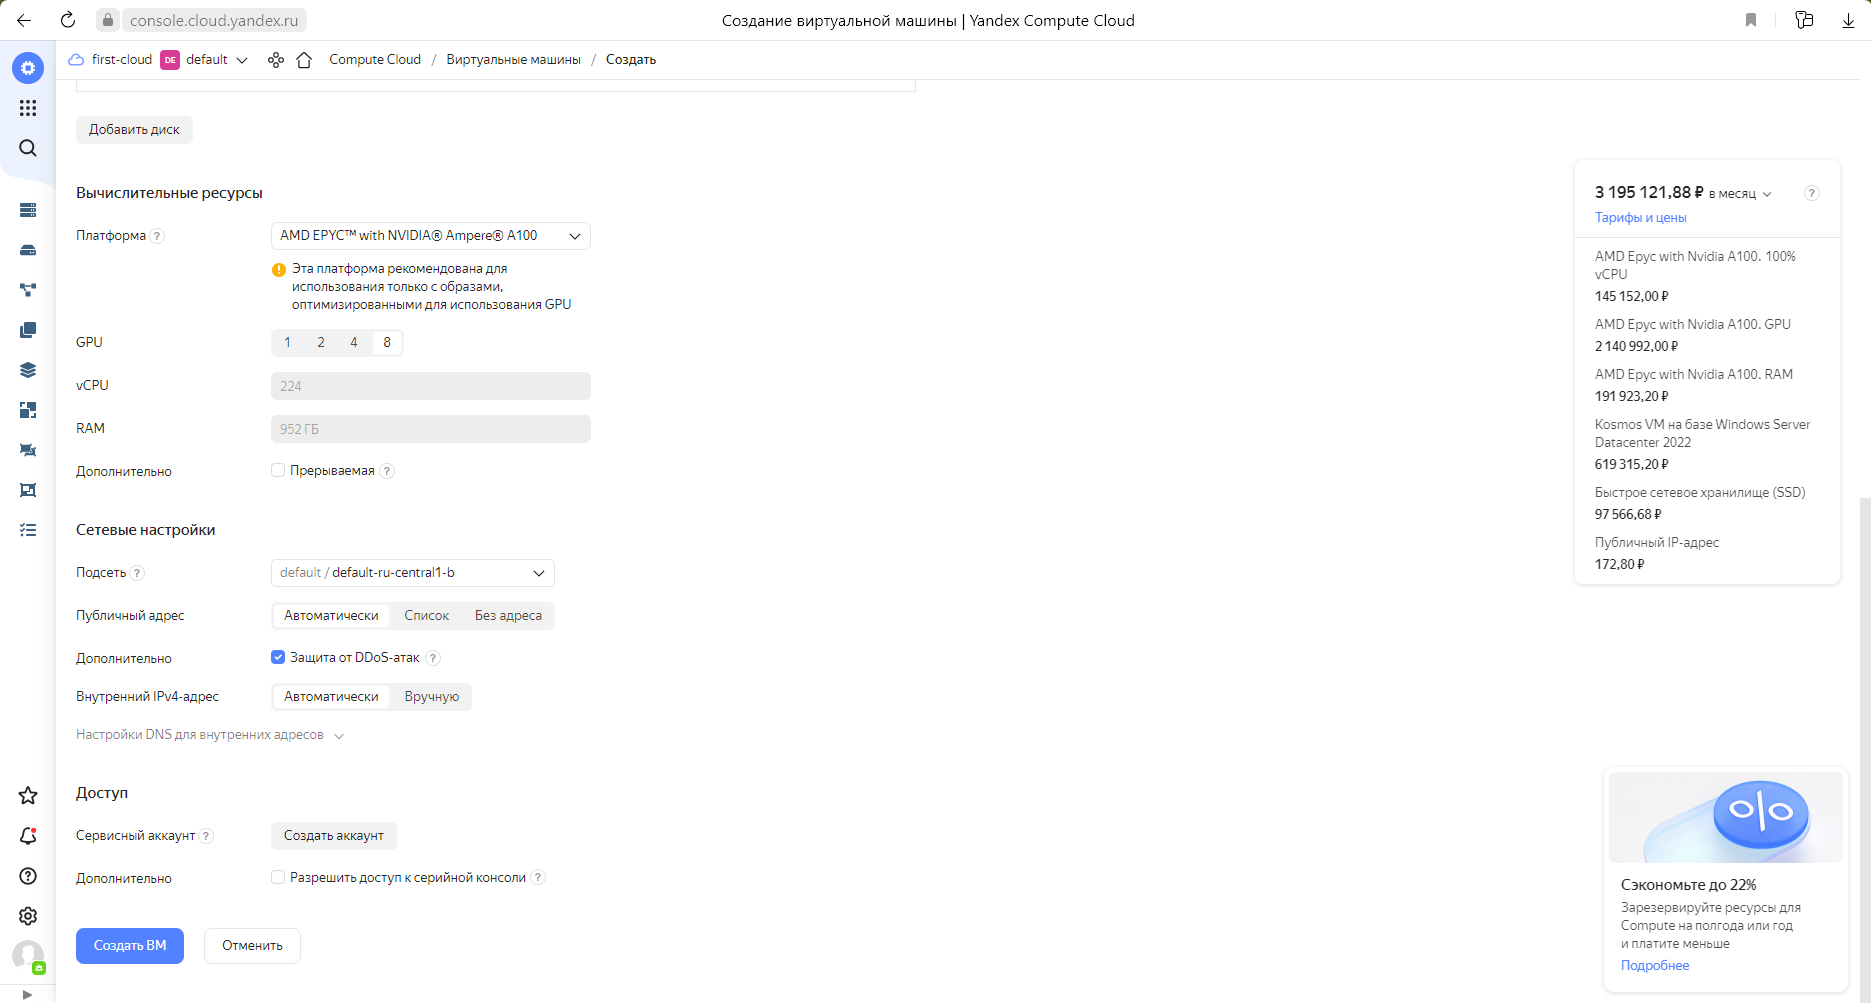 console.cloud.yandex.ru
Создание виртуальной машины | Yandex Compute Cloud
first-cloud DE default Compute Cloud / Виртуальные машины / Создать
Добавить диск
Вычислительные ресурсы
Платформа ?
AMD EPYC™ with NVIDIA® Ampere® A100
Эта платформа рекомендована для
использования только с образами,
оптимизированными для использования GPU
GPU
1 2 4 8
vCPU
224
RAM
952 ГБ
Дополнительно
Прерываемая ?
Сетевые настройки
Подсеть ?
default / default-ru-central1-b
Публичный адрес
Автоматически Список Без адреса
Дополнительно
Защита от DDoS-атак ?
Внутренний IPv4-адрес
Автоматически Вручную
Настройки DNS для внутренних адресов
Доступ
Сервисный аккаунт ?
Создать аккаунт
Дополнительно
Разрешить доступ к серийной консоли ?
Создать ВМ
Отменить
3 195 121,88 ₽ в месяц ?
Тарифы и цены
AMD Epyc with Nvidia A100. 100%
vCPU
145 152,00 ₽
AMD Epyc with Nvidia A100. GPU
2 140 992,00 ₽
AMD Epyc with Nvidia A100. RAM
191 923,20 ₽
Kosmos VM на базе Windows Server
Datacenter 2022
619 315,20 ₽
Быстрое сетевое хранилище (SSD)
97 566,68 ₽
Публичный IP-адрес
172,80 ₽
%
Сэкономьте до 22%
Зарезервируйте ресурсы для
Compute на полгода или год
и платите меньше
Подробнее